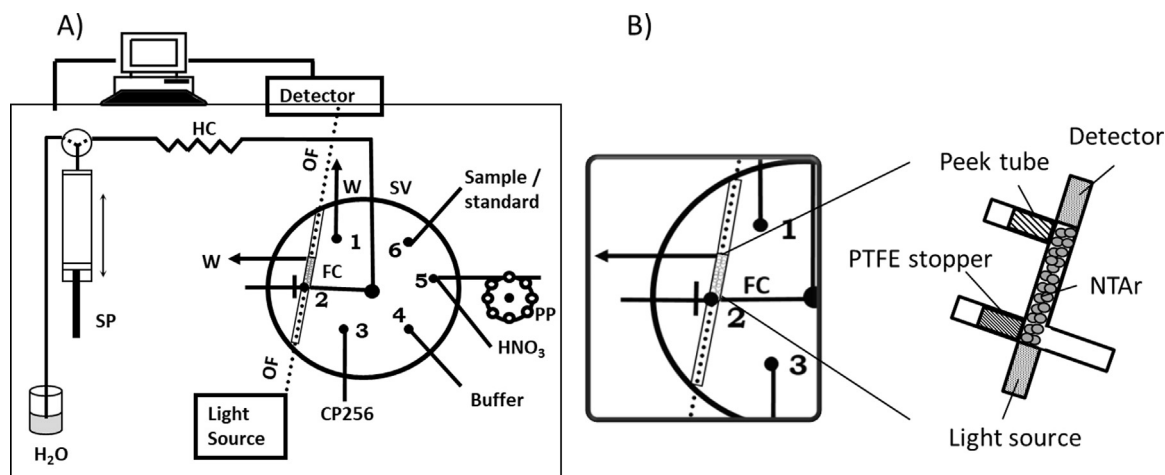 A)
Detector
HC
OF
W
SV
Sample /
standard
1
6
W
FC
5
2
PP
SP
3
4
HNO₃
OF
Buffer
Light
Source
CP256
H₂O
B)
Detector
Peek tube
1
PTFE stopper
FC
NTAr
2
3
Light source